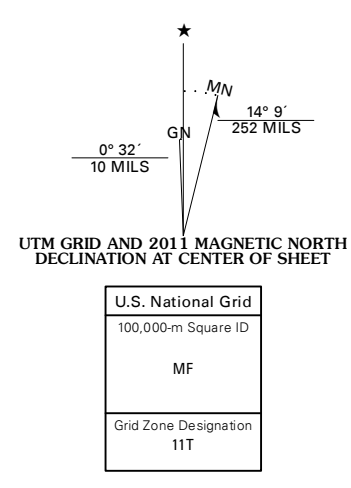 ★
MN
GN
14° 9´
252 MILS
0° 32´
10 MILS
UTM GRID AND 2011 MAGNETIC NORTH
DECLINATION AT CENTER OF SHEET
U.S. National Grid
100,000-m Square ID
MF
Grid Zone Designation
11T